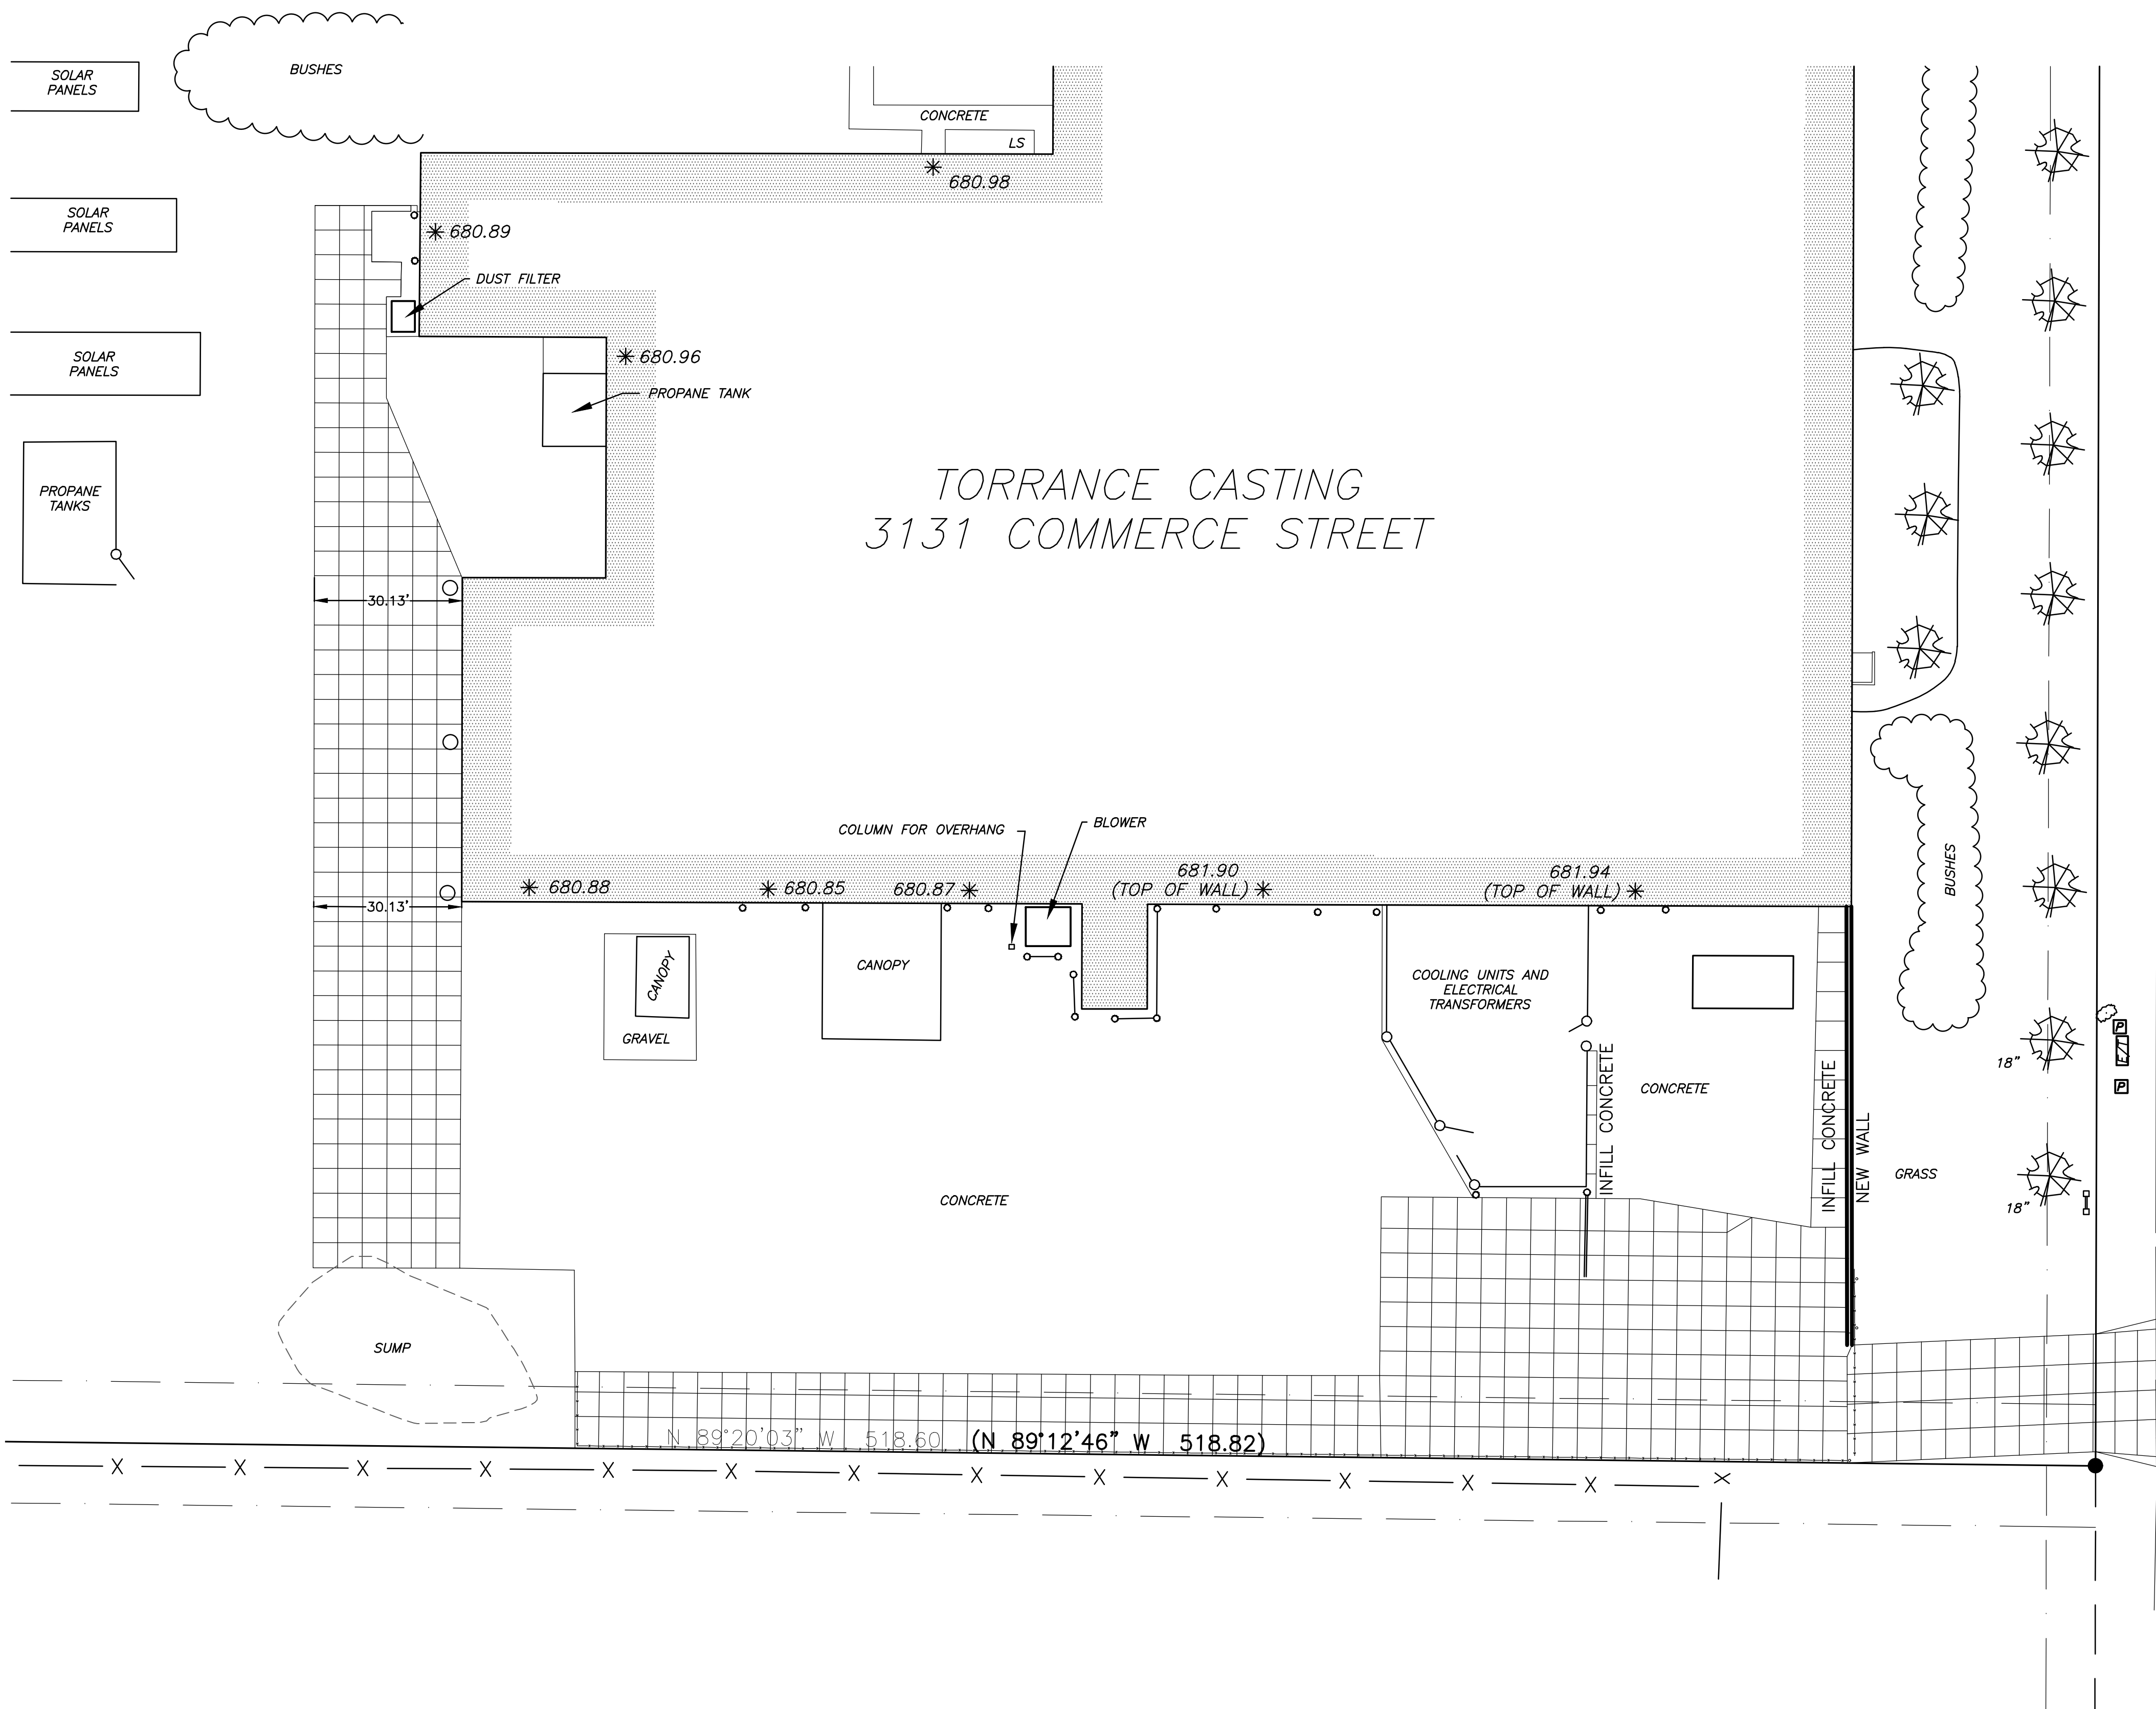 SOLAR
PANELS
BUSHES
CONCRETE
LS
680.98
SOLAR
PANELS
680.89
DUST FILTER
SOLAR
PANELS
680.96
PROPANE TANK
PROPANE
TANKS
TORRANCE CASTING
3131 COMMERCE STREET
30.13'
COLUMN FOR OVERHANG
BLOWER
BUSHES
680.88
680.85
680.87
681.90
(TOP OF WALL)
681.94
(TOP OF WALL)
30.13'
CANOPY
GRAVEL
CANOPY
COOLING UNITS AND
ELECTRICAL
TRANSFORMERS
INFILL CONCRETE
CONCRETE
INFILL CONCRETE
NEW WALL
GRASS
18"
P
E/T
P
18"
CONCRETE
SUMP
N 89°20'03" W 518.60
(N 89°12'46" W 518.82)
X X X X X X X X X X X X X X